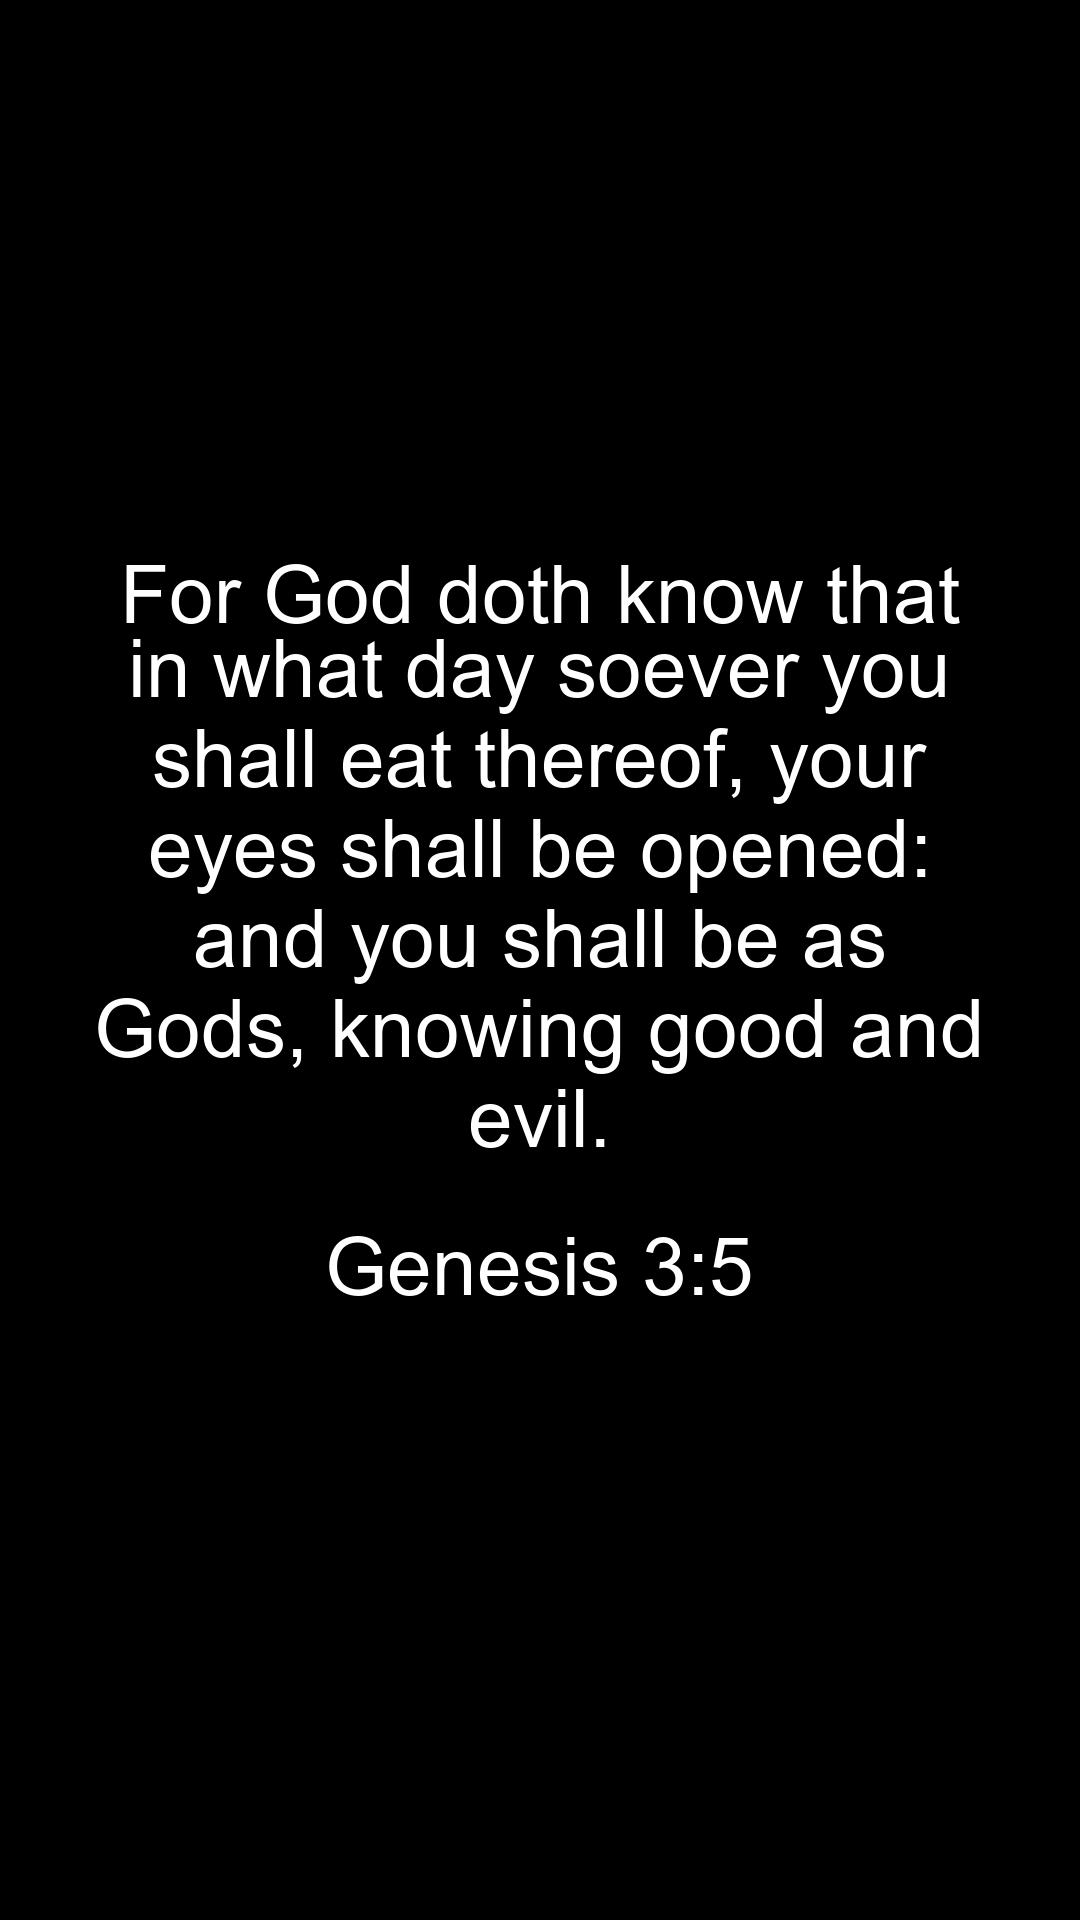 For God doth know that
in what day soever you
shall eat thereof, your
eyes shall be opened:
and you shall be as
Gods, knowing good and
evil.
Genesis 3:5